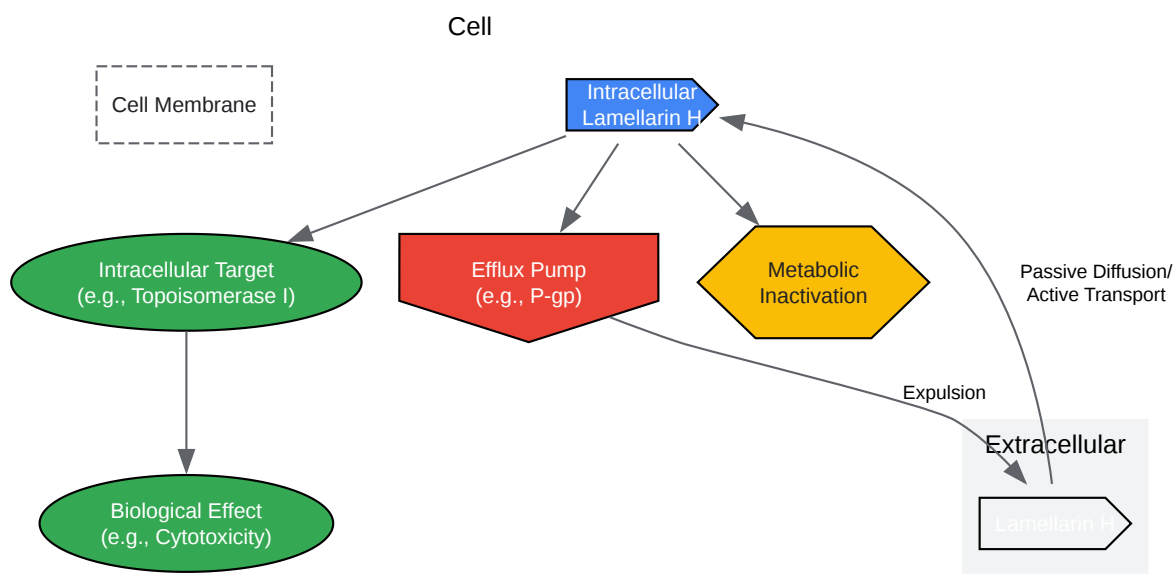 Cell
Cell Membrane
Intracellular
Lamellarin H
Intracellular Target
(e.g., Topoisomerase I)
Efflux Pump
(e.g., P-gp)
Metabolic
Inactivation
Passive Diffusion/
Active Transport
Expulsion
Extracellular
Lamellarin H
Biological Effect
(e.g., Cytotoxicity)